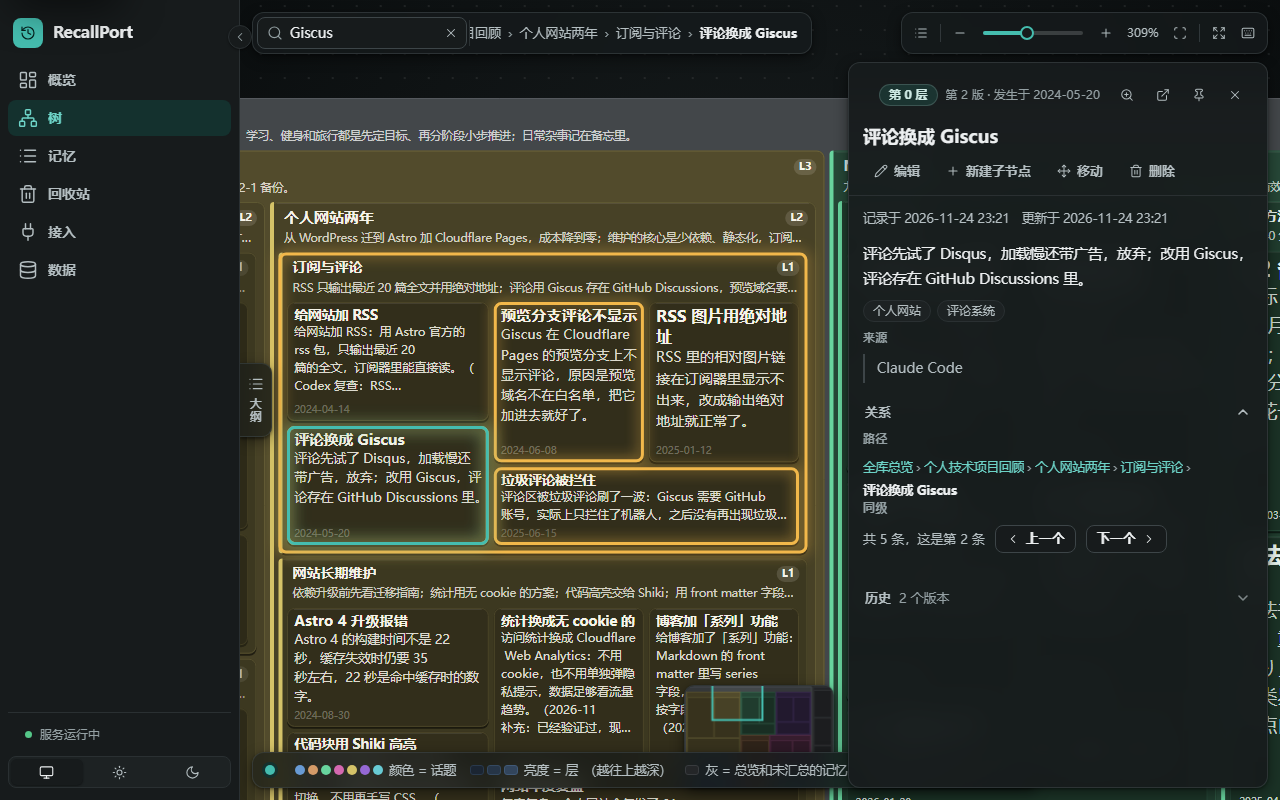 RecallPort
概览
树
记忆
回收站
接入
数据
服务运行中
Giscus
回顾 › 个人网站两年 › 订阅与评论 › 评论换成 Giscus
309%
学习、健身和旅行都是先定目标、再分阶段小步推进；日常杂事记在备忘里。
L3
2-1 备份。
L2
个人网站两年
L2
从 WordPress 迁到 Astro 加 Cloudflare Pages，成本降到零；维护的核心是少依赖、静态化，订阅...
订阅与评论
L1
RSS 只输出最近 20 篇全文并用绝对地址；评论用 Giscus 存在 GitHub Discussions，预览域名要...
给网站加 RSS
给网站加 RSS：用 Astro 官方的
rss 包，只输出最近 20
篇的全文，订阅器里能直接读。（
Codex 复查：RSS...
2024-04-14
预览分支评论不显示
Giscus 在 Cloudflare
Pages 的预览分支上不
显示评论，原因是预览
域名不在白名单，把它
加进去就好了。
2024-06-08
RSS 图片用绝对地
址
RSS 里的相对图片链
接在订阅器里显示不
出来，改成输出绝对
地址就正常了。
2025-01-12
评论换成 Giscus
评论先试了 Disqus，加载慢还
带广告，放弃；改用 Giscus，评
论存在 GitHub Discussions 里。
2024-05-20
垃圾评论被拦住
评论区被垃圾评论刷了一波：Giscus 需要 GitHub
账号，实际上只拦住了机器人，之后没有再出现垃圾...
2025-06-15
网站长期维护
L1
依赖升级前先看迁移指南；统计用无 cookie 的方案；代码高亮交给 Shiki；用 front matter 字段...
Astro 4 升级报错
Astro 4 的构建时间不是 22
秒，缓存失效时仍要 35
秒左右，22 秒是命中缓存时的数
字。
2024-08-30
统计换成无 cookie 的
访问统计换成 Cloudflare
Web Analytics：不用
cookie，也不用单独弹隐
私提示，数据足够看流量
趋势。（2026-11
补充：已经验证过，现...
博客加「系列」功能
给博客加了「系列」功能：
Markdown 的 front
matter 里写 series
字段，
按字
（202
代码块用 Shiki 高亮
大纲
颜色 = 话题
亮度 = 层 （越往上越深）
灰 = 总览和未汇总的记忆
第 0 层
第 2 版 · 发生于 2024-05-20
评论换成 Giscus
编辑
新建子节点
移动
删除
记录于 2026-11-24 23:21 更新于 2026-11-24 23:21
评论先试了 Disqus，加载慢还带广告，放弃；改用 Giscus，
评论存在 GitHub Discussions 里。
个人网站
评论系统
来源
Claude Code
关系
路径
全库总览 › 个人技术项目回顾 › 个人网站两年 › 订阅与评论 ›
评论换成 Giscus
同级
共 5 条，这是第 2 条
‹ 上一个
下一个 ›
历史 2 个版本